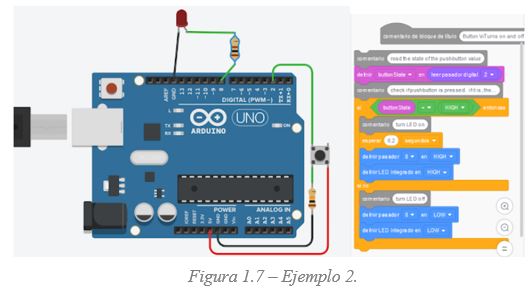 comentario de bloque de título Button \nTurns on and off
comentario read the state of the pushbutton value
definir buttonState en leer pasador digital 2
comentario check if pushbutton is pressed. if it is, the...
si buttonState = HIGH entonces
comentario turn LED on
esperar 0.2 segundos
definir pasador 8 en HIGH
definir LED integrado en HIGH
sino
comentario turn LED off
definir pasador 8 en LOW
definir LED integrado en LOW
AREF
GND
13
12
~11
~10
~9
8
7
~6
~5
4
~3
2
TX→1
RX←0
DIGITAL (PWM~)
L
TX
RX
UNO
ARDUINO
ON
POWER
ANALOG IN
IOREF
RESET
3.3V
5V
GND
GND
Vin
A0
A1
A2
A3
A4
A5
Figura 1.7 – Ejemplo 2.